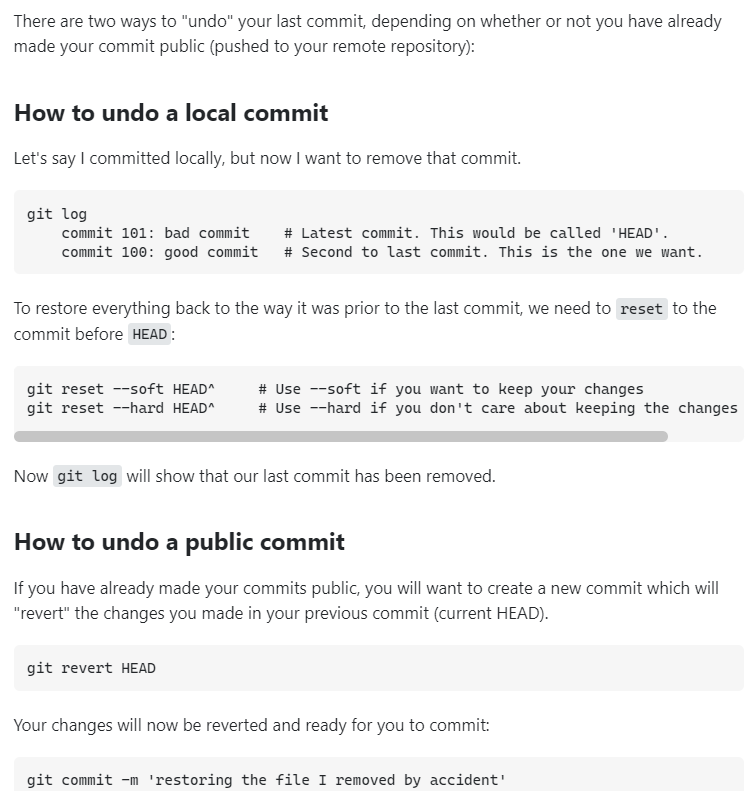 There are two ways to "undo" your last commit, depending on whether or not you have already
made your commit public (pushed to your remote repository):
How to undo a local commit
Let's say I committed locally, but now I want to remove that commit.
git log
    commit 101: bad commit    # Latest commit. This would be called 'HEAD'.
    commit 100: good commit   # Second to last commit. This is the one we want.
To restore everything back to the way it was prior to the last commit, we need to reset to the
commit before HEAD:
git reset --soft HEAD^     # Use --soft if you want to keep your changes
git reset --hard HEAD^     # Use --hard if you don't care about keeping the changes
Now git log will show that our last commit has been removed.
How to undo a public commit
If you have already made your commits public, you will want to create a new commit which will
"revert" the changes you made in your previous commit (current HEAD).
git revert HEAD
Your changes will now be reverted and ready for you to commit:
git commit -m 'restoring the file I removed by accident'